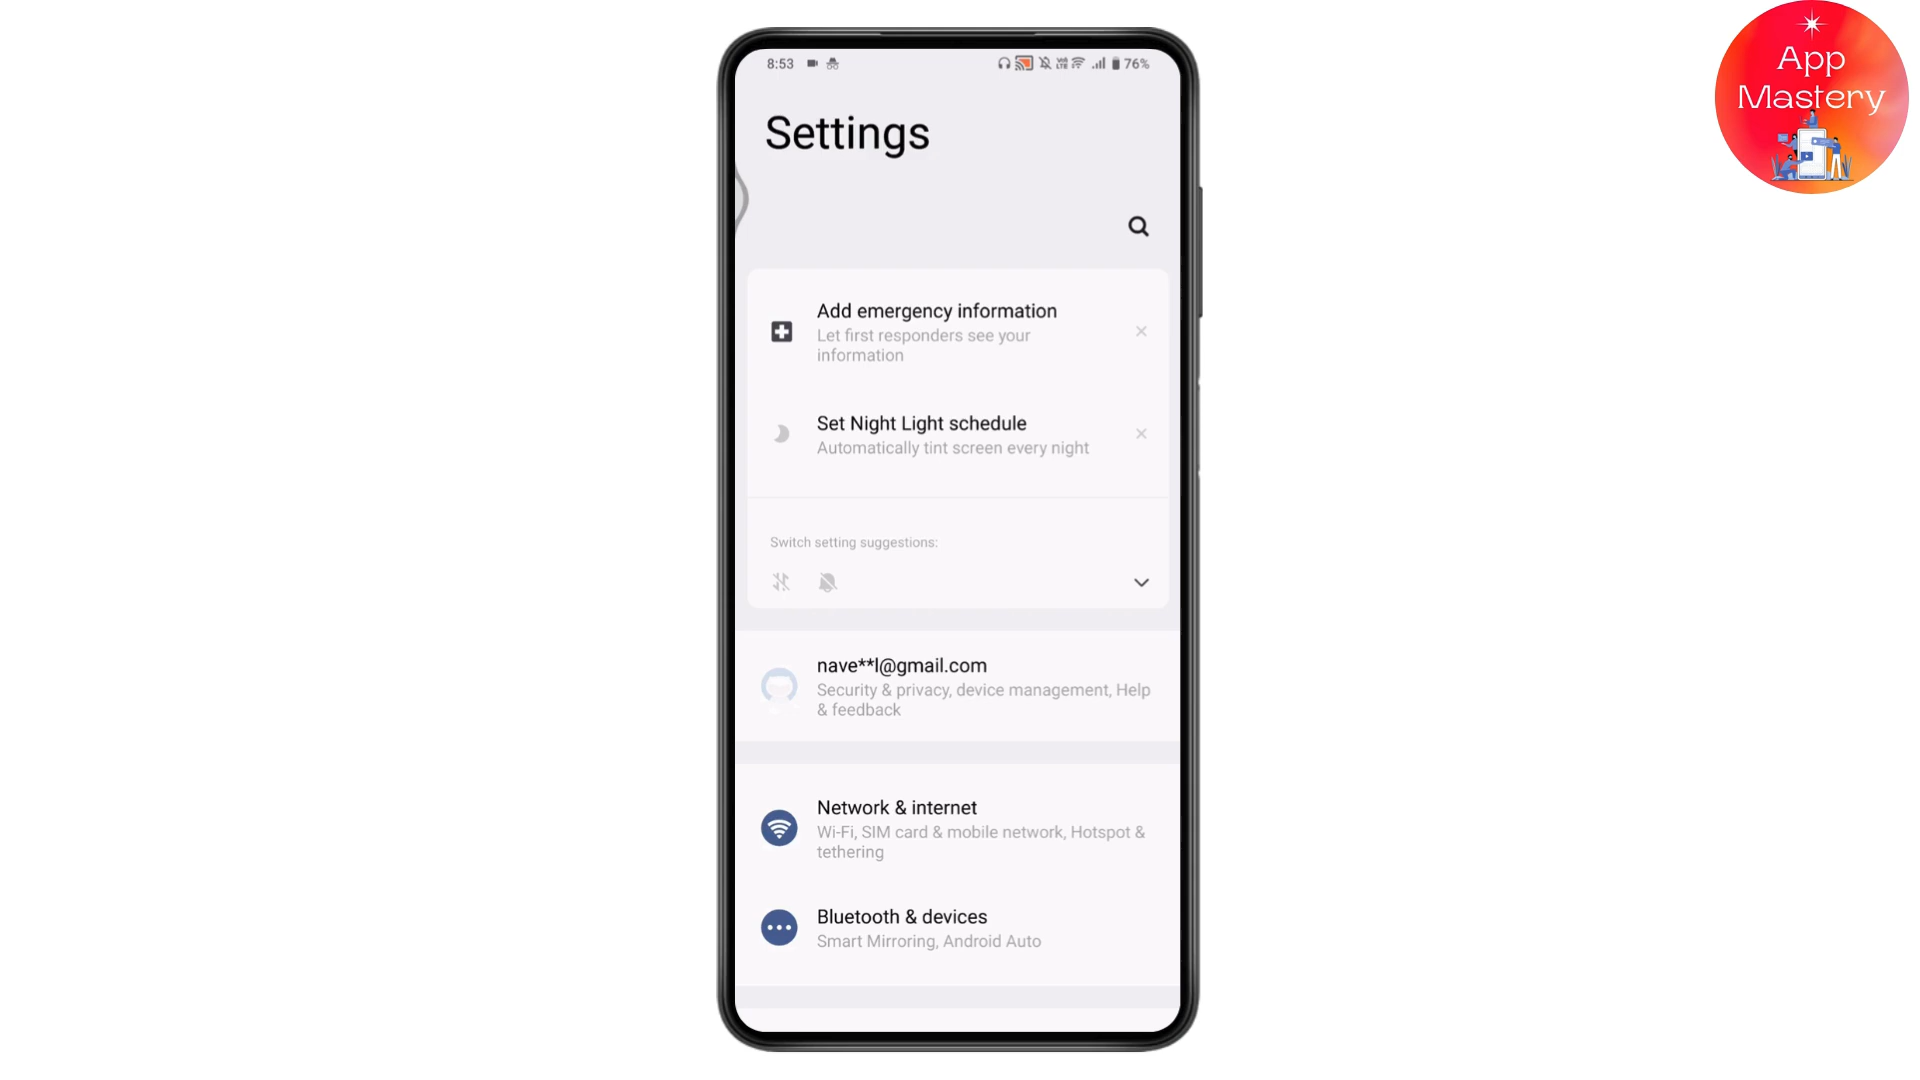 App
Mastery
8:53
76%
Settings
Add emergency information
Let first responders see your
information
Set Night Light schedule
Automatically tint screen every night
Switch setting suggestions:
nave**l@gmail.com
Security & privacy, device management, Help
& feedback
Network & internet
Wi-Fi, SIM card & mobile network, Hotspot &
tethering
Bluetooth & devices
Smart Mirroring, Android Auto